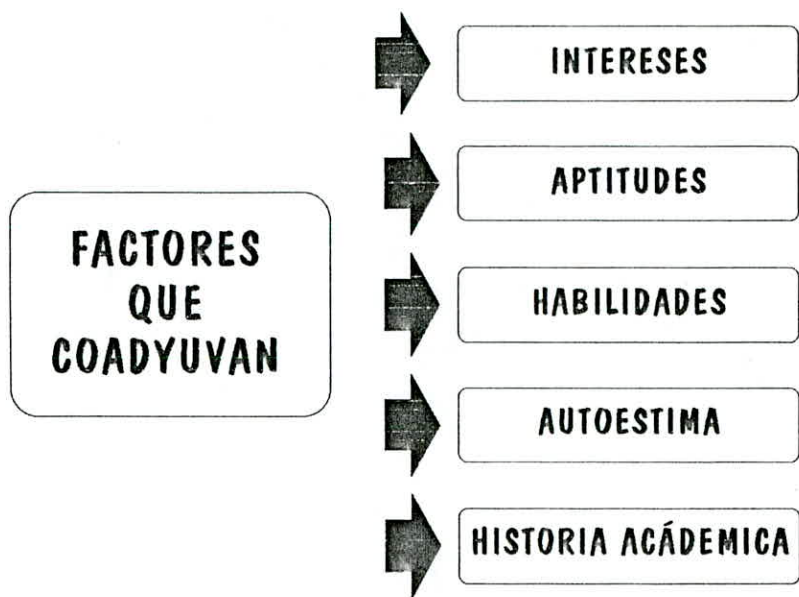 FACTORES
QUE
COADYUVAN
INTERESES
APTITUDES
HABILIDADES
AUTOESTIMA
HISTORIA ACÁDEMICA